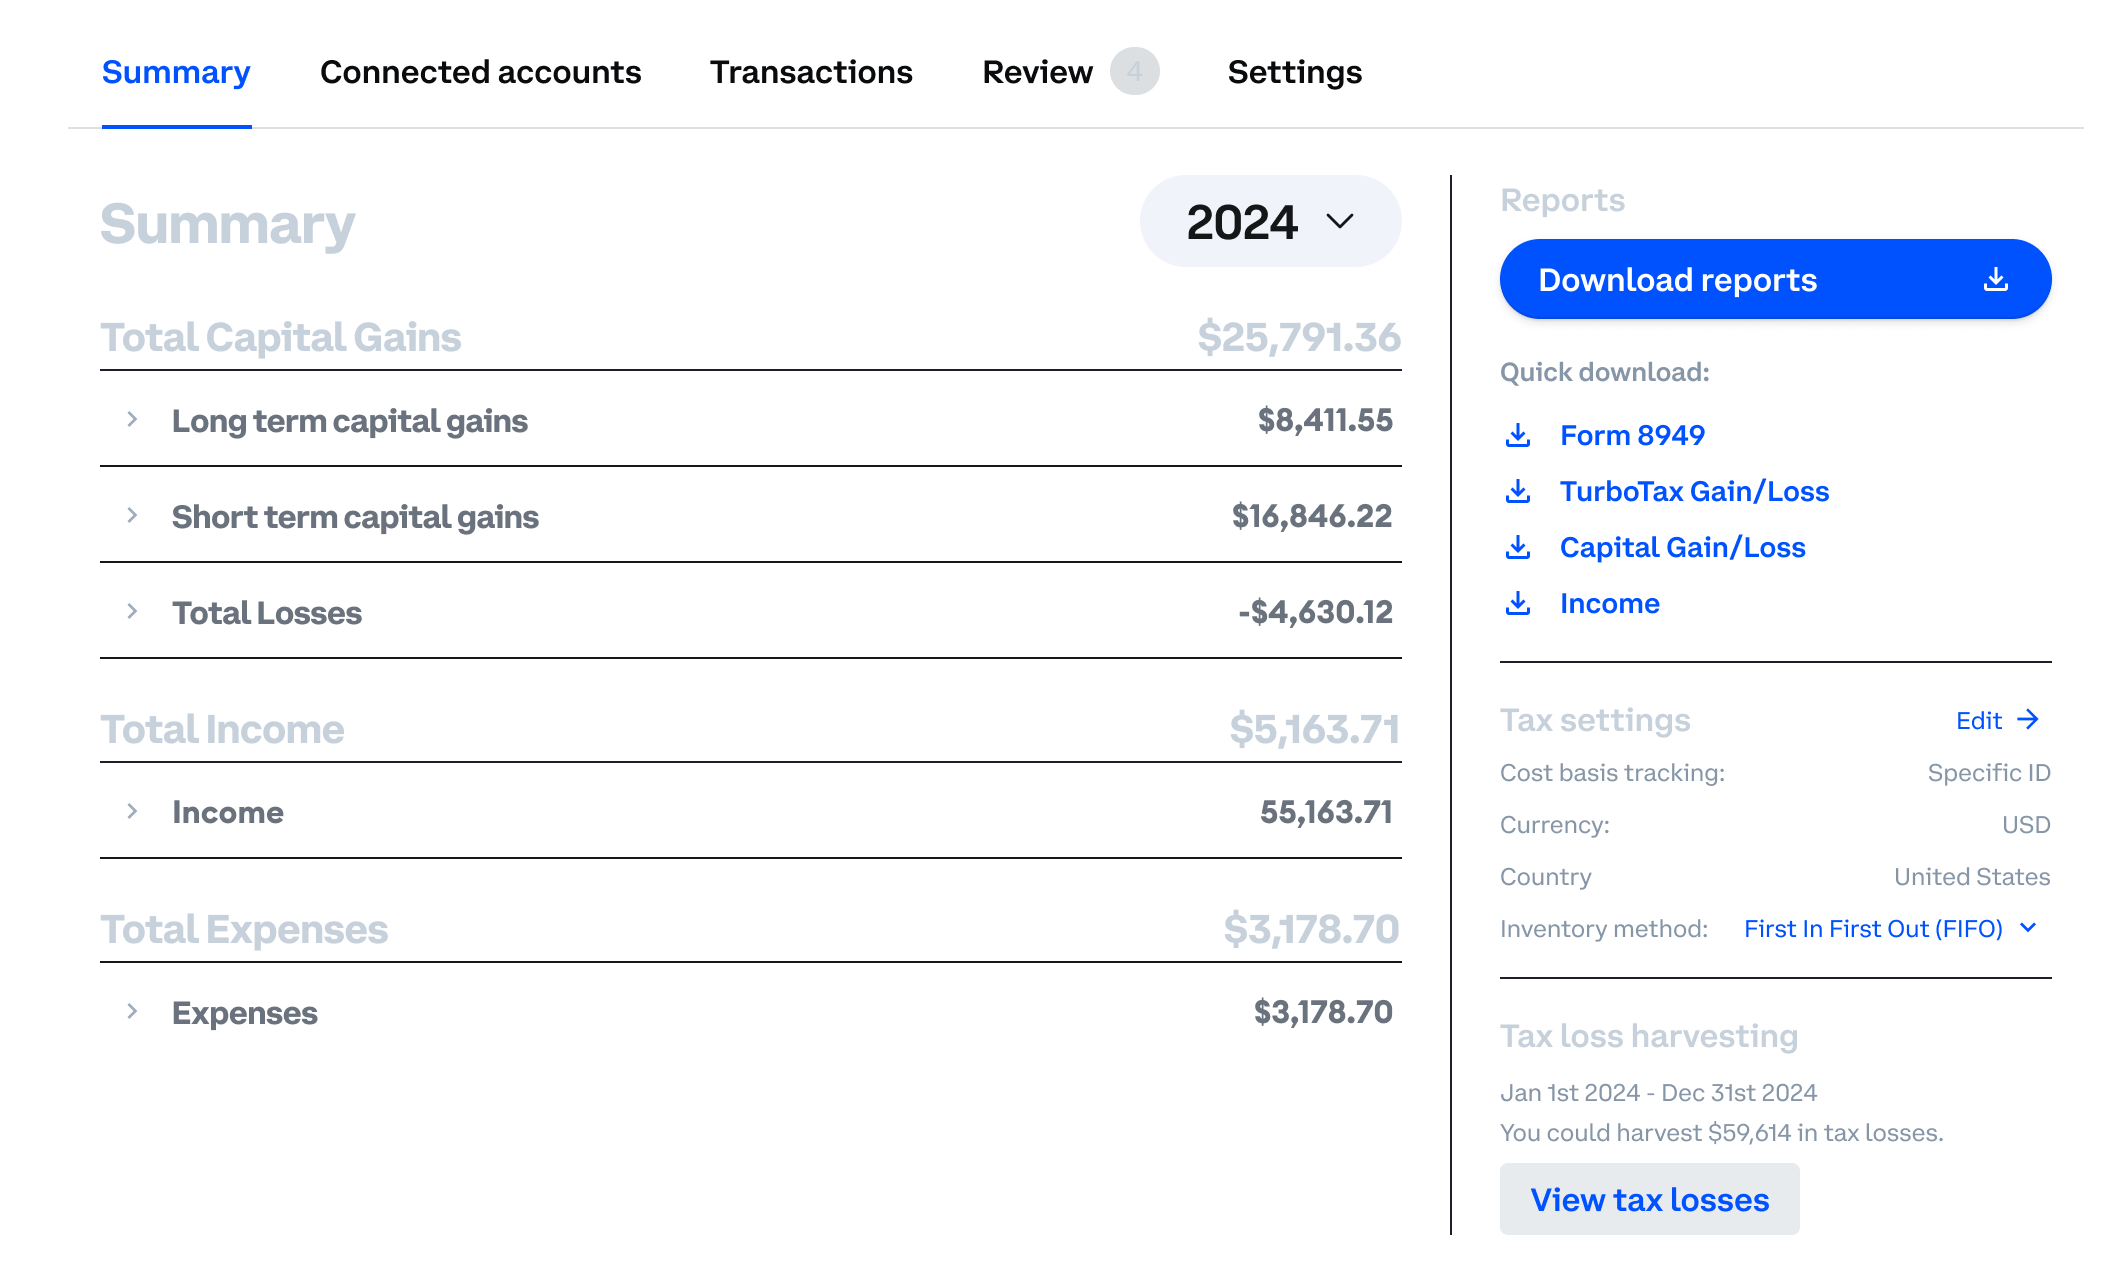 Summary Connected accounts Transactions Review 4 Settings
Summary 2024
Total Capital Gains $25,791.36
Long term capital gains $8,411.55
Short term capital gains $16,846.22
Total Losses -$4,630.12
Total Income $5,163.71
Income 55,163.71
Total Expenses $3,178.70
Expenses $3,178.70
Reports
Download reports
Quick download:
Form 8949
TurboTax Gain/Loss
Capital Gain/Loss
Income
Tax settings Edit
Cost basis tracking: Specific ID
Currency: USD
Country United States
Inventory method: First In First Out (FIFO)
Tax loss harvesting
Jan 1st 2024 - Dec 31st 2024
You could harvest $59,614 in tax losses.
View tax losses